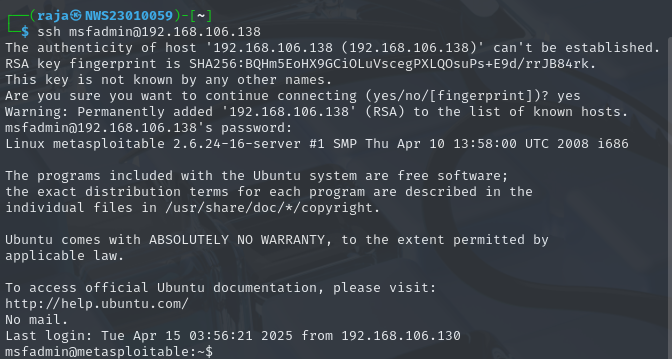 ┌──(raja㉿NWS23010059)-[~]
└─$ ssh msfadmin@192.168.106.138
The authenticity of host '192.168.106.138 (192.168.106.138)' can't be established.
RSA key fingerprint is SHA256:BQHm5EoHX9GCiOLuVscegPXLQOsuPs+E9d/rrJB84rk.
This key is not known by any other names.
Are you sure you want to continue connecting (yes/no/[fingerprint])? yes
Warning: Permanently added '192.168.106.138' (RSA) to the list of known hosts.
msfadmin@192.168.106.138's password:
Linux metasploitable 2.6.24-16-server #1 SMP Thu Apr 10 13:58:00 UTC 2008 i686
The programs included with the Ubuntu system are free software;
the exact distribution terms for each program are described in the
individual files in /usr/share/doc/*/copyright.
Ubuntu comes with ABSOLUTELY NO WARRANTY, to the extent permitted by
applicable law.
To access official Ubuntu documentation, please visit:
http://help.ubuntu.com/
No mail.
Last login: Tue Apr 15 03:56:21 2025 from 192.168.106.130
msfadmin@metasploitable:~$